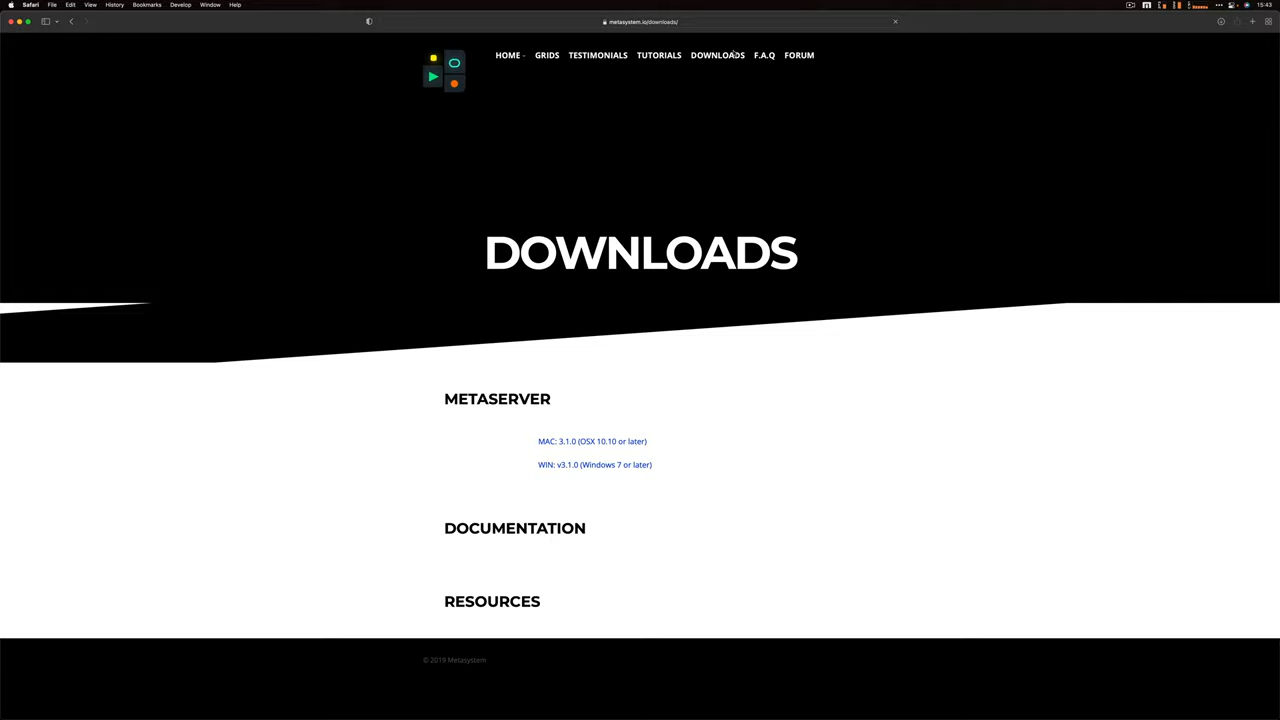 Safari File Edit View History Bookmarks Develop Window Help 15:43
metasystem.io/downloads/
HOME GRIDS TESTIMONIALS TUTORIALS DOWNLOADS F.A.Q FORUM
DOWNLOADS
METASERVER
MAC: 3.1.0 (OSX 10.10 or later)
WIN: v3.1.0 (Windows 7 or later)
DOCUMENTATION
RESOURCES
© 2019 Metasystem